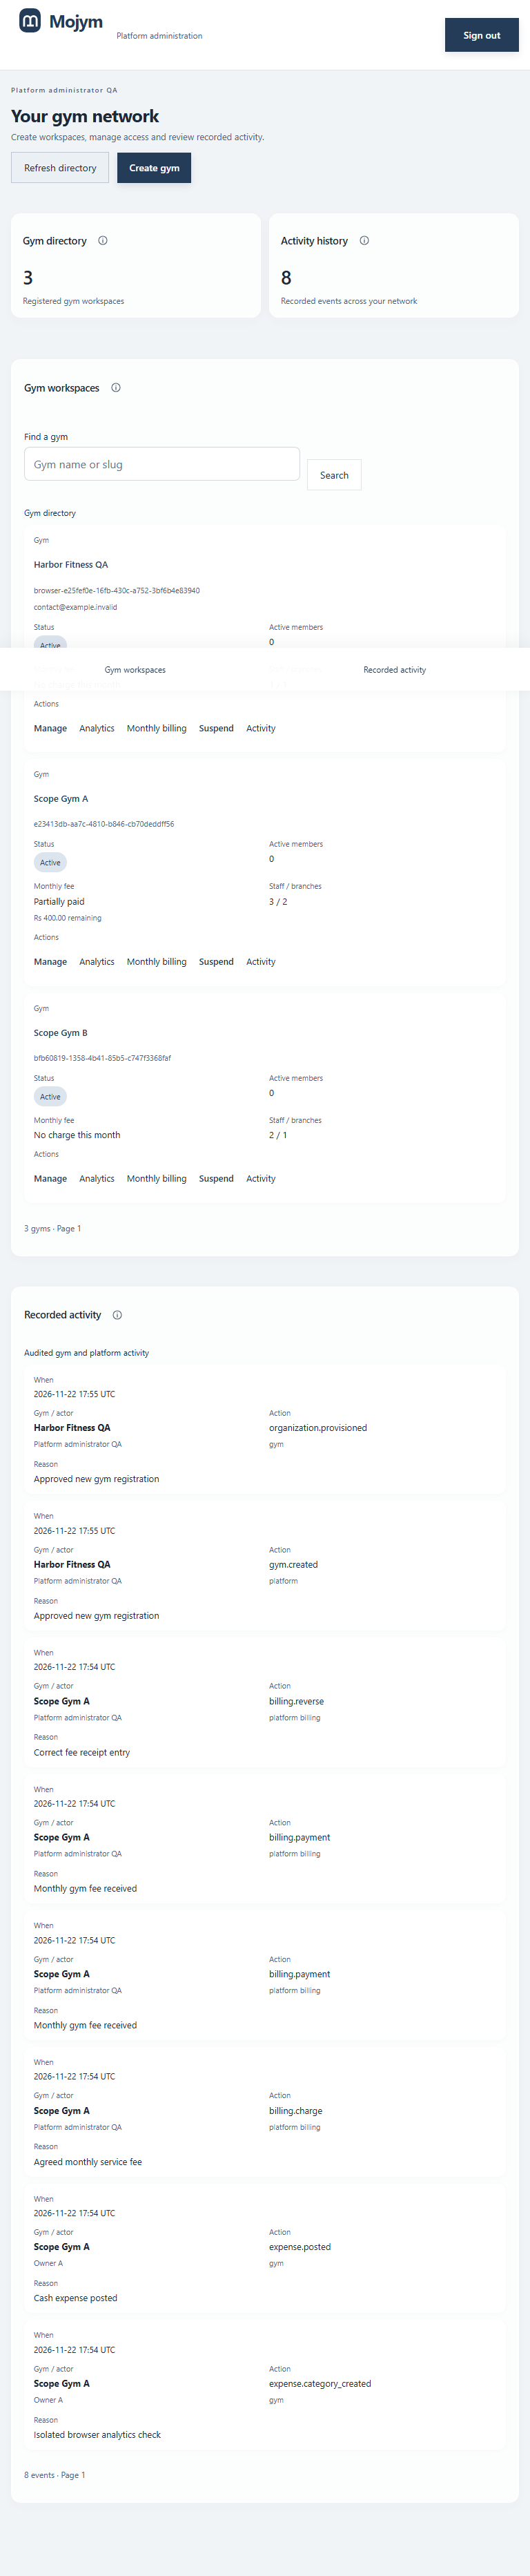 Mojym
Platform administration
Sign out
Platform administrator QA
Your gym network
Create workspaces, manage access and review recorded activity.
Refresh directory
Create gym
Gym directory
3
Registered gym workspaces
Activity history
8
Recorded events across your network
Gym workspaces
Find a gym
Gym name or slug
Search
Gym directory
Gym
Harbor Fitness QA
browser-e25fef0e-16fb-430c-a752-3bf6b4e83940
contact@example.invalid
Status
Active members
Active
0
Gym workspaces
Recorded activity
Actions
Manage Analytics Monthly billing Suspend Activity
Gym
Scope Gym A
e23413db-aa7c-4810-b846-cb70deddff56
Status
Active members
Active
0
Monthly fee
Staff / branches
Partially paid
3 / 2
Rs 400.00 remaining
Actions
Manage Analytics Monthly billing Suspend Activity
Gym
Scope Gym B
bfb60819-1358-4b41-85b5-c747f3368faf
Status
Active members
Active
0
Monthly fee
Staff / branches
No charge this month
2 / 1
Actions
Manage Analytics Monthly billing Suspend Activity
3 gyms · Page 1
Recorded activity
Audited gym and platform activity
When
2026-11-22 17:55 UTC
Gym / actor
Action
Harbor Fitness QA
organization.provisioned
Platform administrator QA
gym
Reason
Approved new gym registration
When
2026-11-22 17:55 UTC
Gym / actor
Action
Harbor Fitness QA
gym.created
Platform administrator QA
platform
Reason
Approved new gym registration
When
2026-11-22 17:54 UTC
Gym / actor
Action
Scope Gym A
billing.reverse
Platform administrator QA
platform billing
Reason
Correct fee receipt entry
When
2026-11-22 17:54 UTC
Gym / actor
Action
Scope Gym A
billing.payment
Platform administrator QA
platform billing
Reason
Monthly gym fee received
When
2026-11-22 17:54 UTC
Gym / actor
Action
Scope Gym A
billing.payment
Platform administrator QA
platform billing
Reason
Monthly gym fee received
When
2026-11-22 17:54 UTC
Gym / actor
Action
Scope Gym A
billing.charge
Platform administrator QA
platform billing
Reason
Agreed monthly service fee
When
2026-11-22 17:54 UTC
Gym / actor
Action
Scope Gym A
expense.posted
Owner A
gym
Reason
Cash expense posted
When
2026-11-22 17:54 UTC
Gym / actor
Action
Scope Gym A
expense.category_created
Owner A
gym
Reason
Isolated browser analytics check
8 events · Page 1